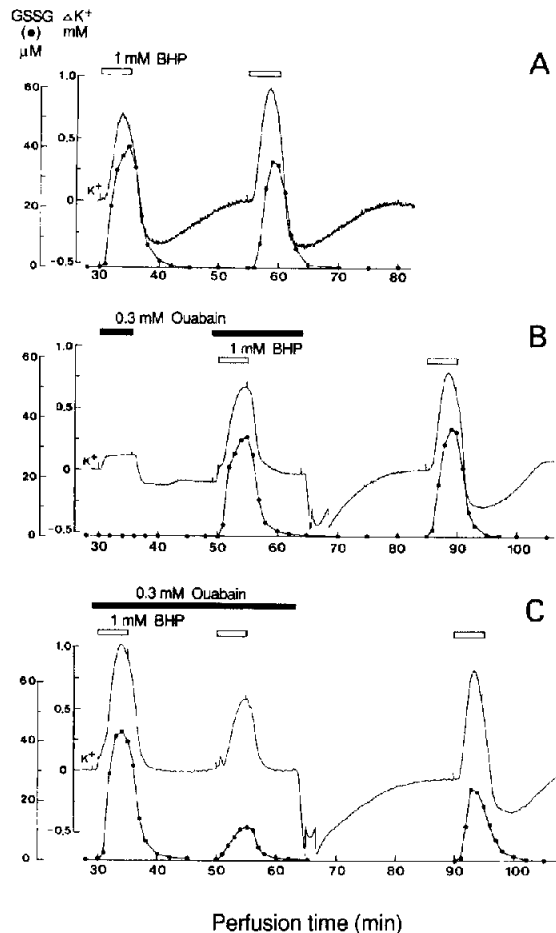 GSSG ΔK⁺
(●) mM
μM
A
1 mM BHP
60 1.0
40 0.5
K⁺
20 0
0 -0.5
30 40 50 60 70 80
B
0.3 mM Ouabain
1 mM BHP
60 1.0
40 0.5
K⁺
20 0
0 -0.5
30 40 50 60 70 80 90 100
C
0.3 mM Ouabain
1 mM BHP
1.0
60
0.5
40
K⁺
0
20
-0.5
0
30 40 50 60 70 80 90 100
Perfusion time (min)